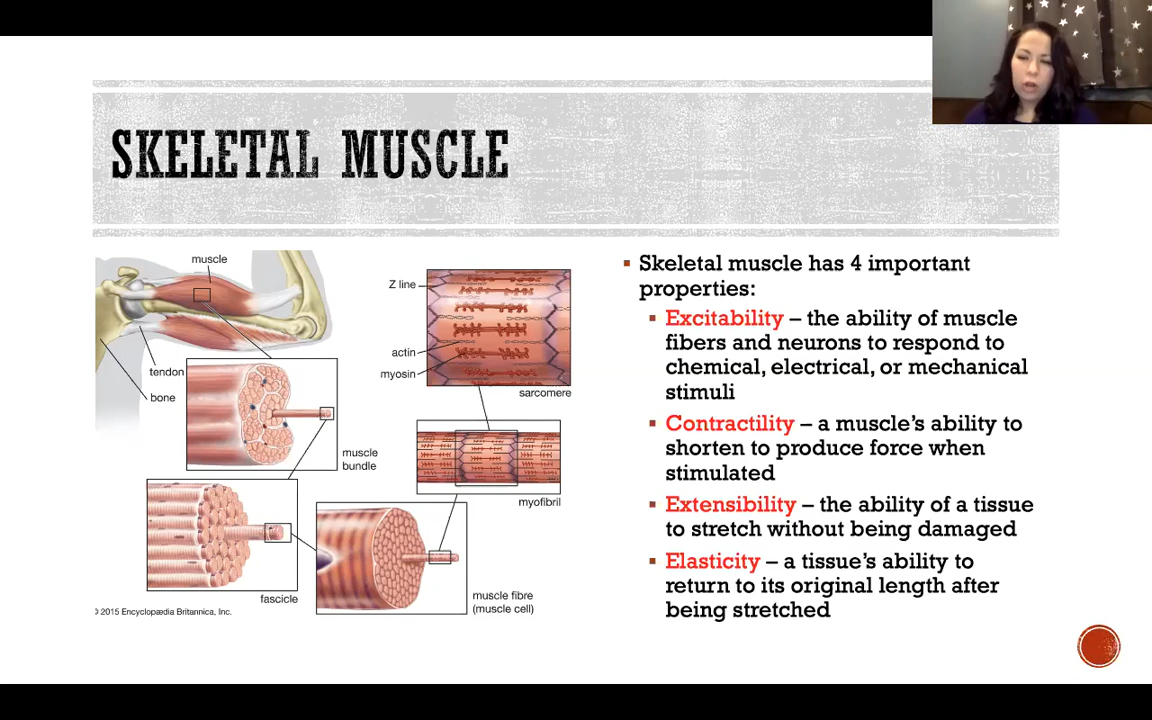 SKELETAL MUSCLE
muscle
Z line
actin
myosin
sarcomere
tendon
bone
muscle
bundle
myofibril
fascicle
muscle fibre
(muscle cell)
2015 Encyclopædia Britannica, Inc.
Skeletal muscle has 4 important
properties:
Excitability – the ability of muscle
fibers and neurons to respond to
chemical, electrical, or mechanical
stimuli
Contractility – a muscle's ability to
shorten to produce force when
stimulated
Extensibility – the ability of a tissue
to stretch without being damaged
Elasticity – a tissue's ability to
return to its original length after
being stretched